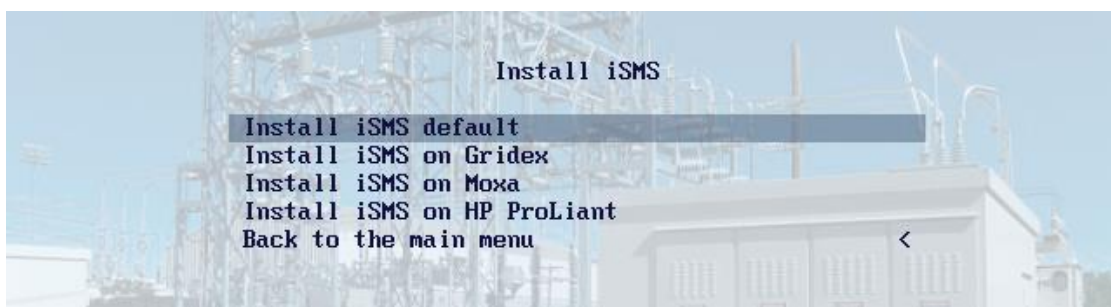 Install iSMS
Install iSMS default
Install iSMS on Gridex
Install iSMS on Moxa
Install iSMS on HP ProLiant
Back to the main menu <